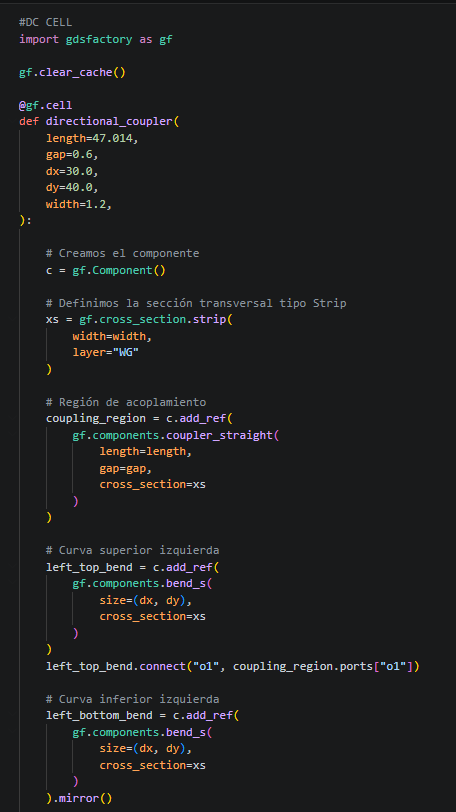 #DC CELL
import gdsfactory as gf

gf.clear_cache()

@gf.cell
def directional_coupler(
    length=47.014,
    gap=0.6,
    dx=30.0,
    dy=40.0,
    width=1.2,
):

    # Creamos el componente
    c = gf.Component()

    # Definimos la sección transversal tipo Strip
    xs = gf.cross_section.strip(
        width=width,
        layer="WG"
    )

    # Región de acoplamiento
    coupling_region = c.add_ref(
        gf.components.coupler_straight(
            length=length,
            gap=gap,
            cross_section=xs
        )
    )

    # Curva superior izquierda
    left_top_bend = c.add_ref(
        gf.components.bend_s(
            size=(dx, dy),
            cross_section=xs
        )
    )
    left_top_bend.connect("o1", coupling_region.ports["o1"])

    # Curva inferior izquierda
    left_bottom_bend = c.add_ref(
        gf.components.bend_s(
            size=(dx, dy),
            cross_section=xs
        )
    ).mirror()